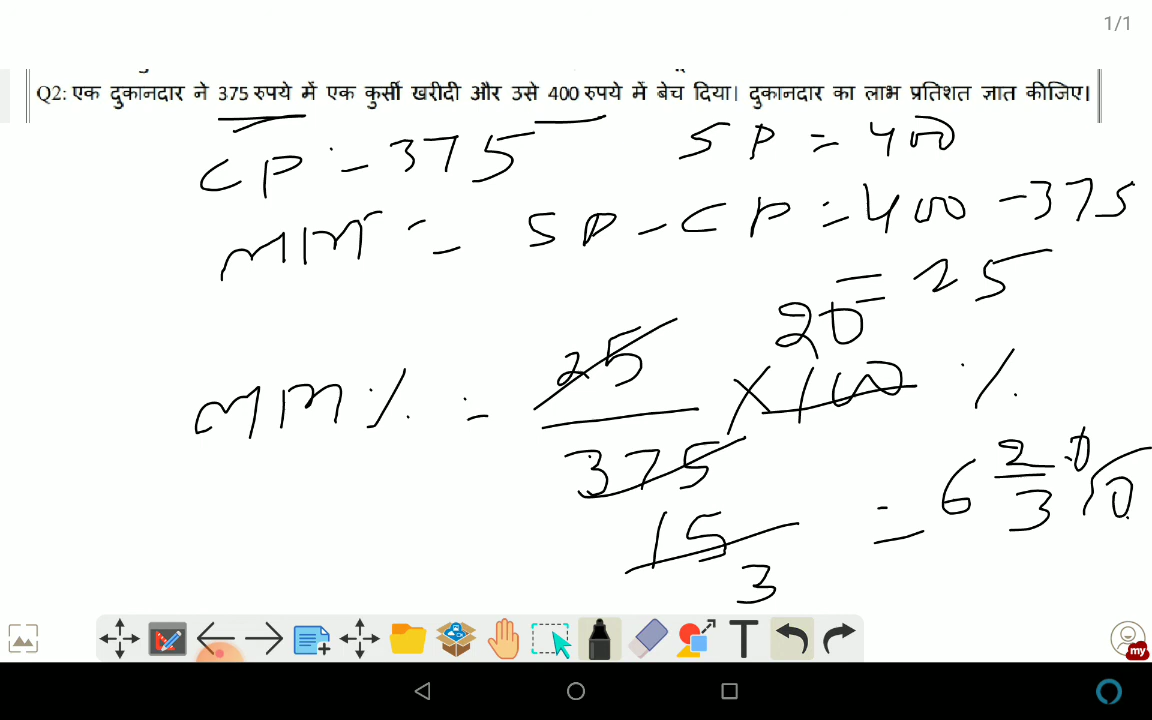 1/1
Q2: एक दुकानदार ने 375 रुपये में एक कुर्सी खरीदी और उसे 400 रुपये में बेच दिया। दुकानदार का लाभ प्रतिशत ज्ञात कीजिए।
CP = 375 SP = 400
लाभ = SP - CP = 400 - 375
= 25
20
लाभ % = 25/375 × 100 %
15
3
= 6 2/3 %
T
my